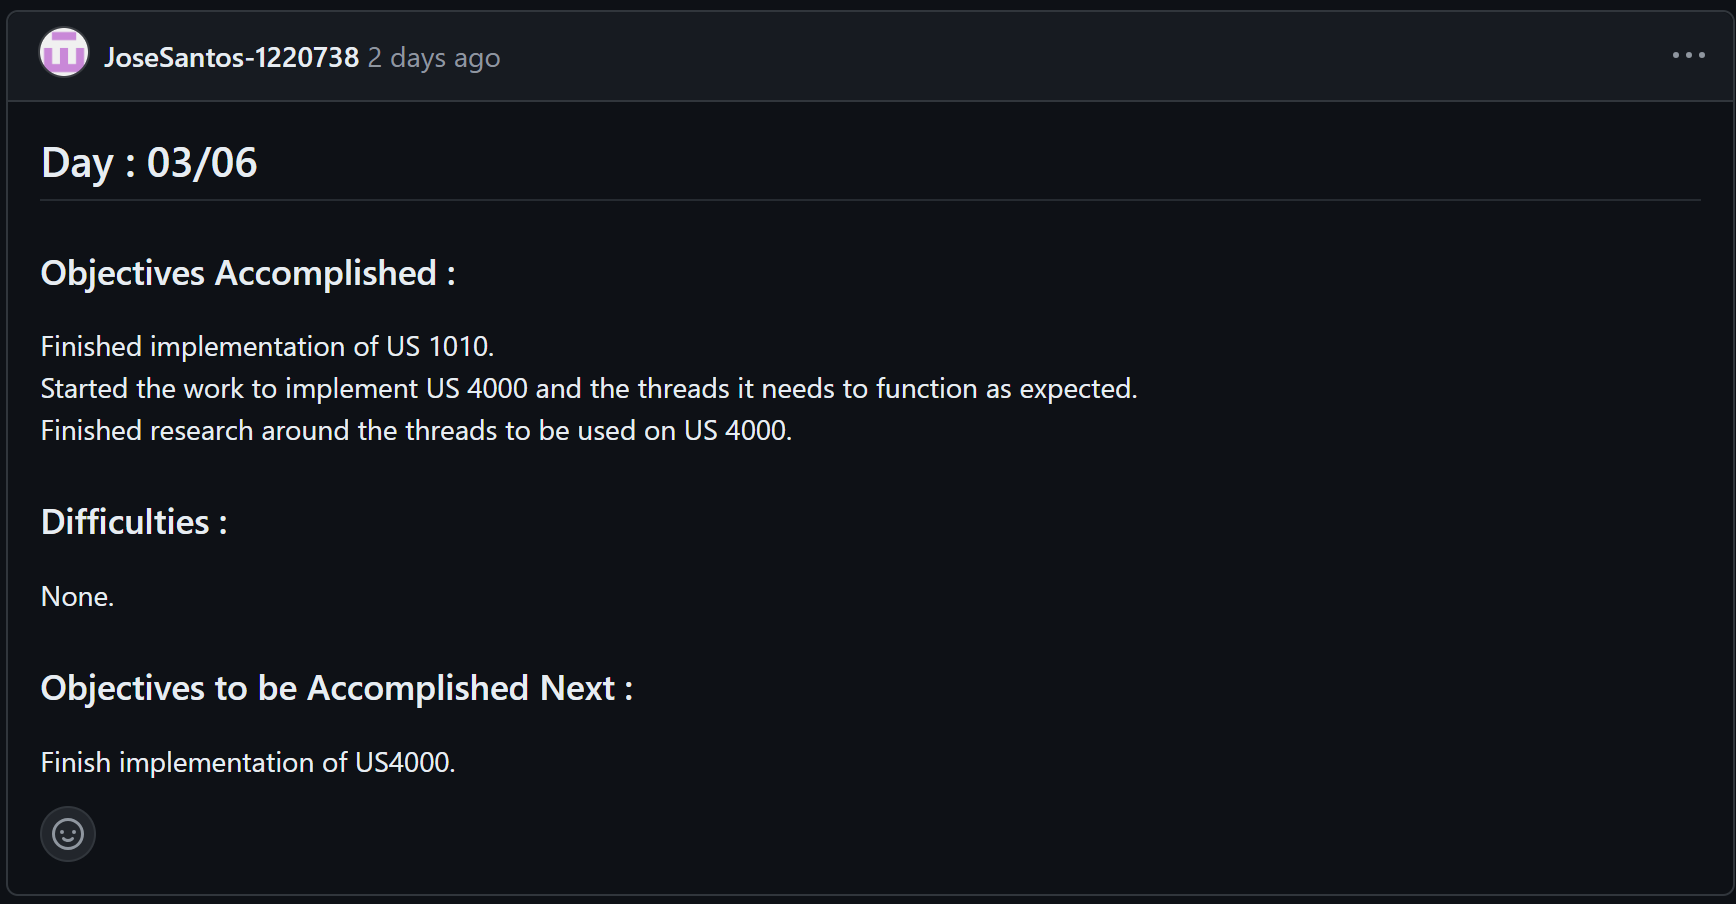 JoseSantos-1220738 2 days ago
Day : 03/06
Objectives Accomplished :
Finished implementation of US 1010.
Started the work to implement US 4000 and the threads it needs to function as expected.
Finished research around the threads to be used on US 4000.
Difficulties :
None.
Objectives to be Accomplished Next :
Finish implementation of US4000.